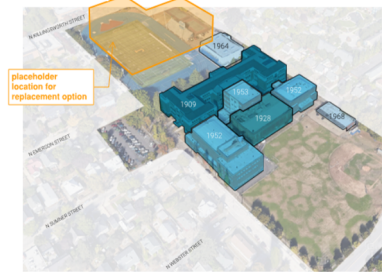 N KILLINGSWORTH STREET
1964
placeholder
location for
replacement option
1909
1953
1952
1928
1968
1952
N EMERSON STREET
N SUMNER STREET
N WEBSTER STREET